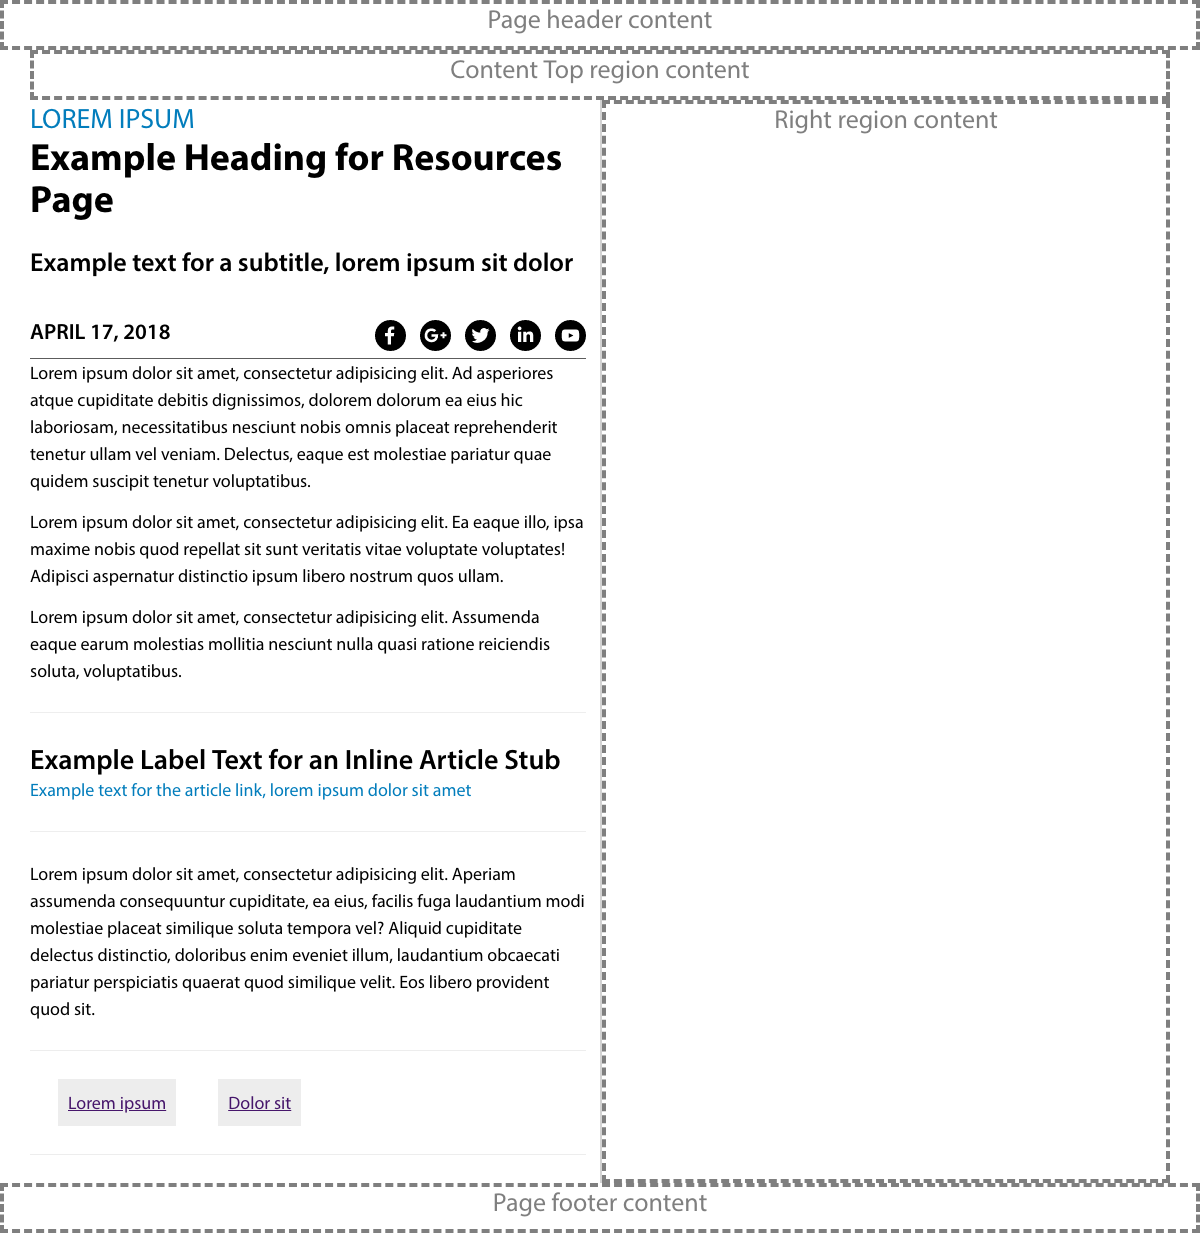 Page header content
Content Top region content
LOREM IPSUM
Example Heading for Resources
Page
Example text for a subtitle, lorem ipsum sit dolor
APRIL 17, 2018
f G+ in
Lorem ipsum dolor sit amet, consectetur adipisicing elit. Ad asperiores
atque cupiditate debitis dignissimos, dolorem dolorum ea eius hic
laboriosam, necessitatibus nesciunt nobis omnis placeat reprehenderit
tenetur ullam vel veniam. Delectus, eaque est molestiae pariatur quae
quidem suscipit tenetur voluptatibus.
Lorem ipsum dolor sit amet, consectetur adipisicing elit. Ea eaque illo, ipsa
maxime nobis quod repellat sit sunt veritatis vitae voluptate voluptates!
Adipisci aspernatur distinctio ipsum libero nostrum quos ullam.
Lorem ipsum dolor sit amet, consectetur adipisicing elit. Assumenda
eaque earum molestias mollitia nesciunt nulla quasi ratione reiciendis
soluta, voluptatibus.
Example Label Text for an Inline Article Stub
Example text for the article link, lorem ipsum dolor sit amet
Lorem ipsum dolor sit amet, consectetur adipisicing elit. Aperiam
assumenda consequuntur cupiditate, ea eius, facilis fuga laudantium modi
molestiae placeat similique soluta tempora vel? Aliquid cupiditate
delectus distinctio, doloribus enim eveniet illum, laudantium obcaecati
pariatur perspiciatis quaerat quod similique velit. Eos libero provident
quod sit.
Lorem ipsum
Dolor sit
Right region content
Page footer content